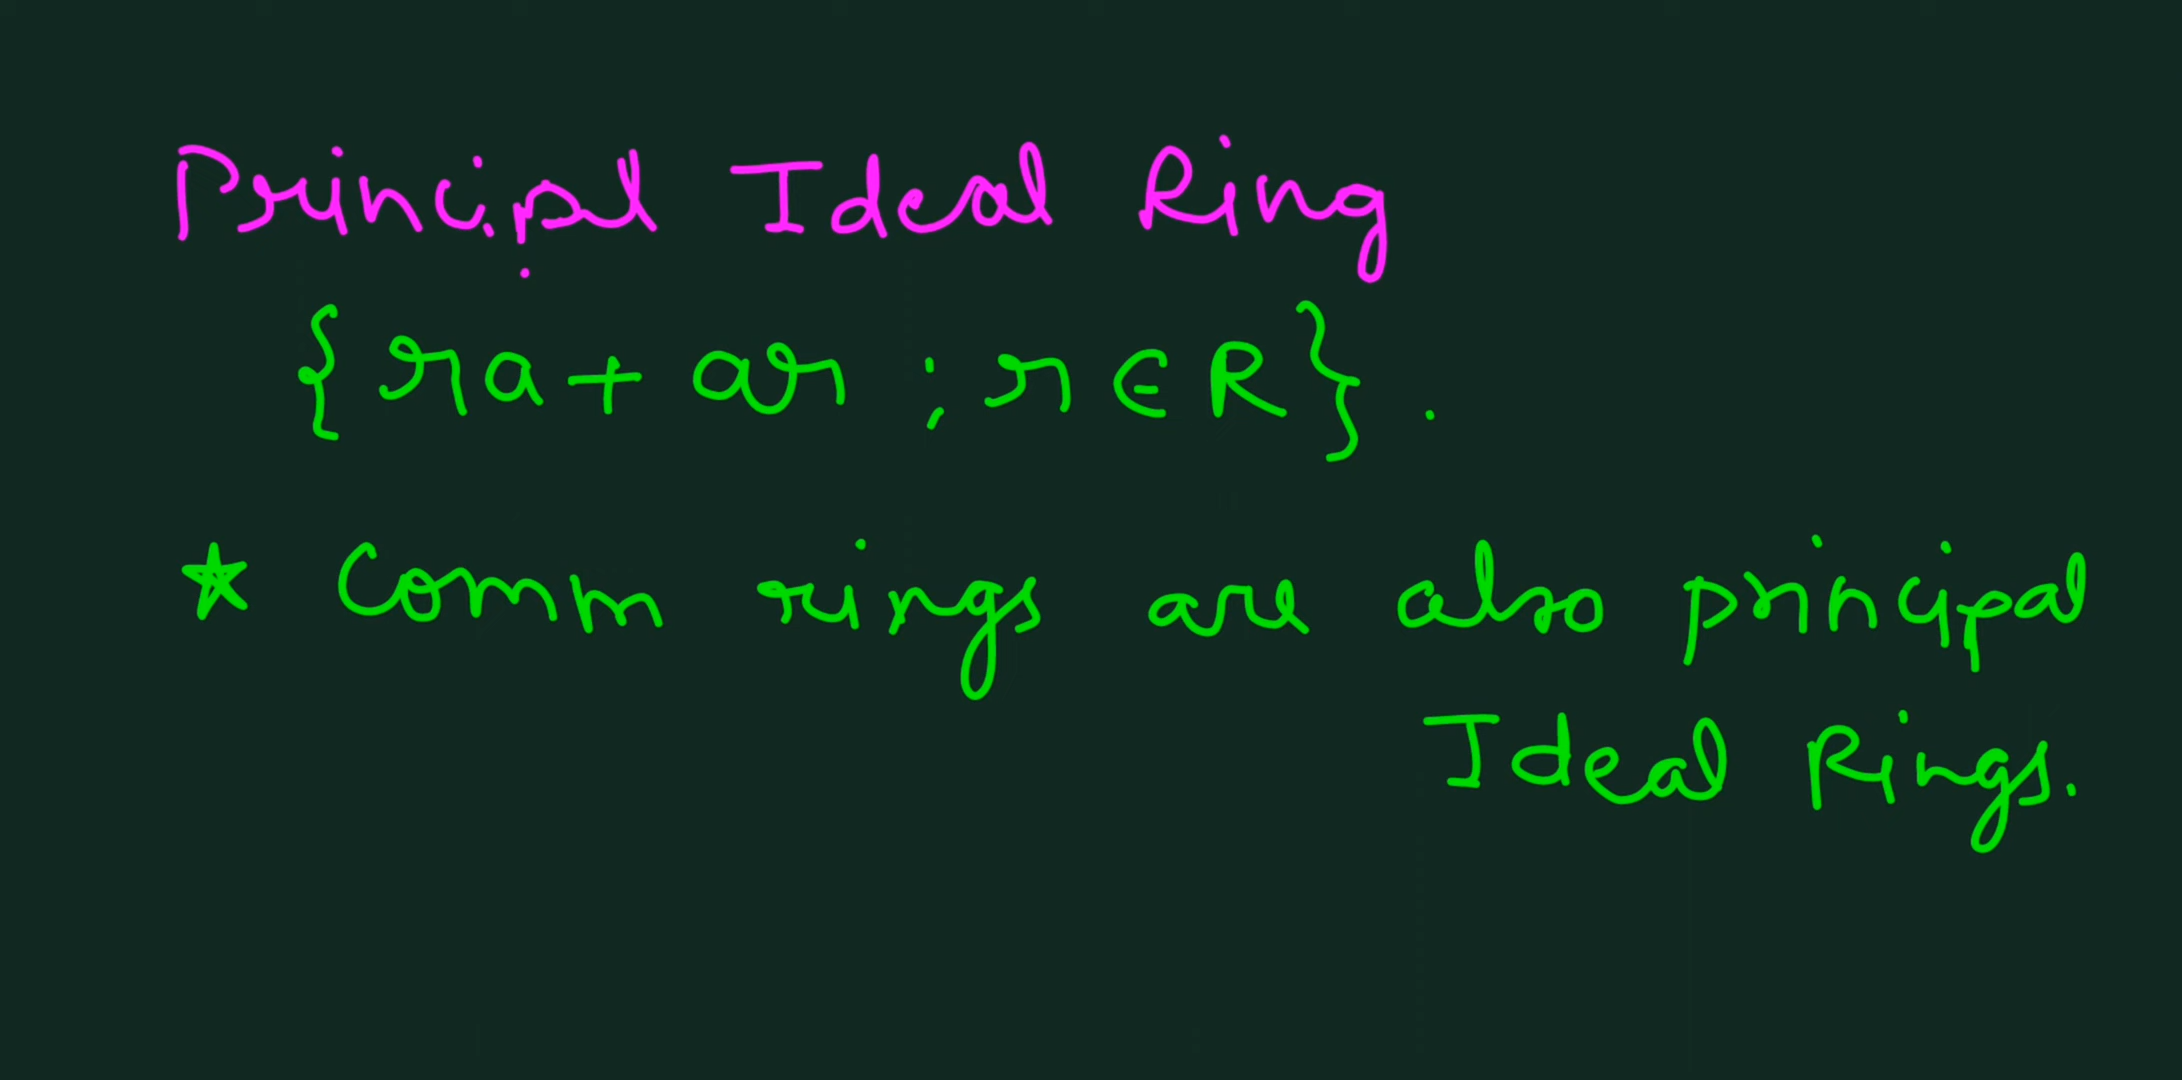 Principal Ideal Ring
{ra + ar ; r ∈ R}.
★ Comm rings are also principal
Ideal Rings.